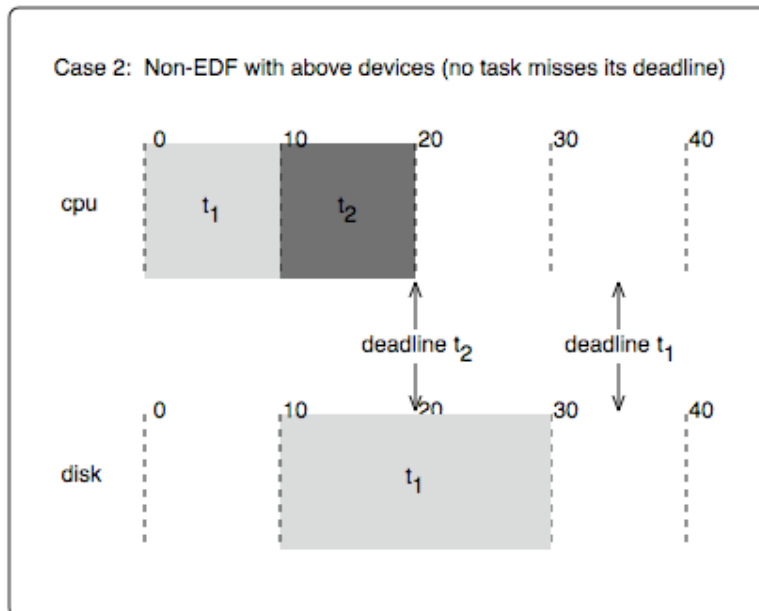 Case 2: Non-EDF with above devices (no task misses its deadline)
0 10 20 30 40
cpu t1 t2
deadline t2 deadline t1
0 10 20 30 40
disk t1